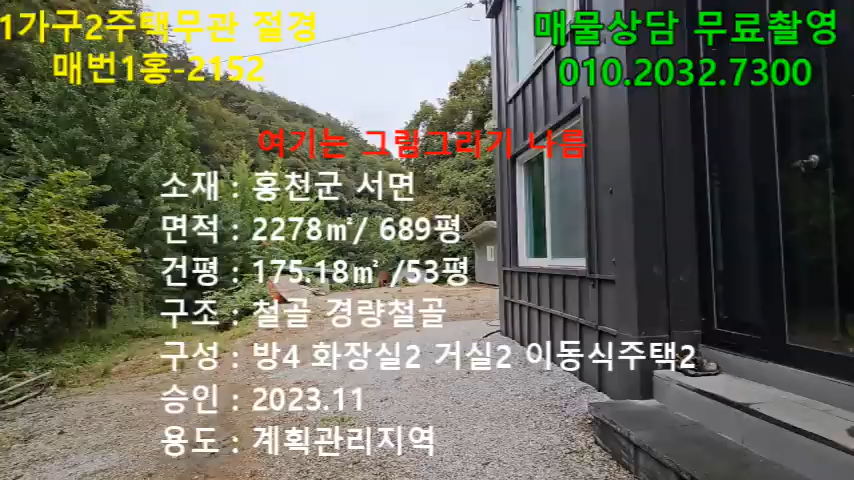 1가구2주택무관 절경
매번1홍-2152
매물상담 무료촬영
010.2032.7300
여기는 그림그리기 나름
소재 : 홍천군 서면
면적 : 2278㎡/ 689평
건평 : 175.18㎡ /53평
구조 : 철골 경량철골
구성 : 방4 화장실2 거실2 이동식주택2
승인 : 2023.11
용도 : 계획관리지역